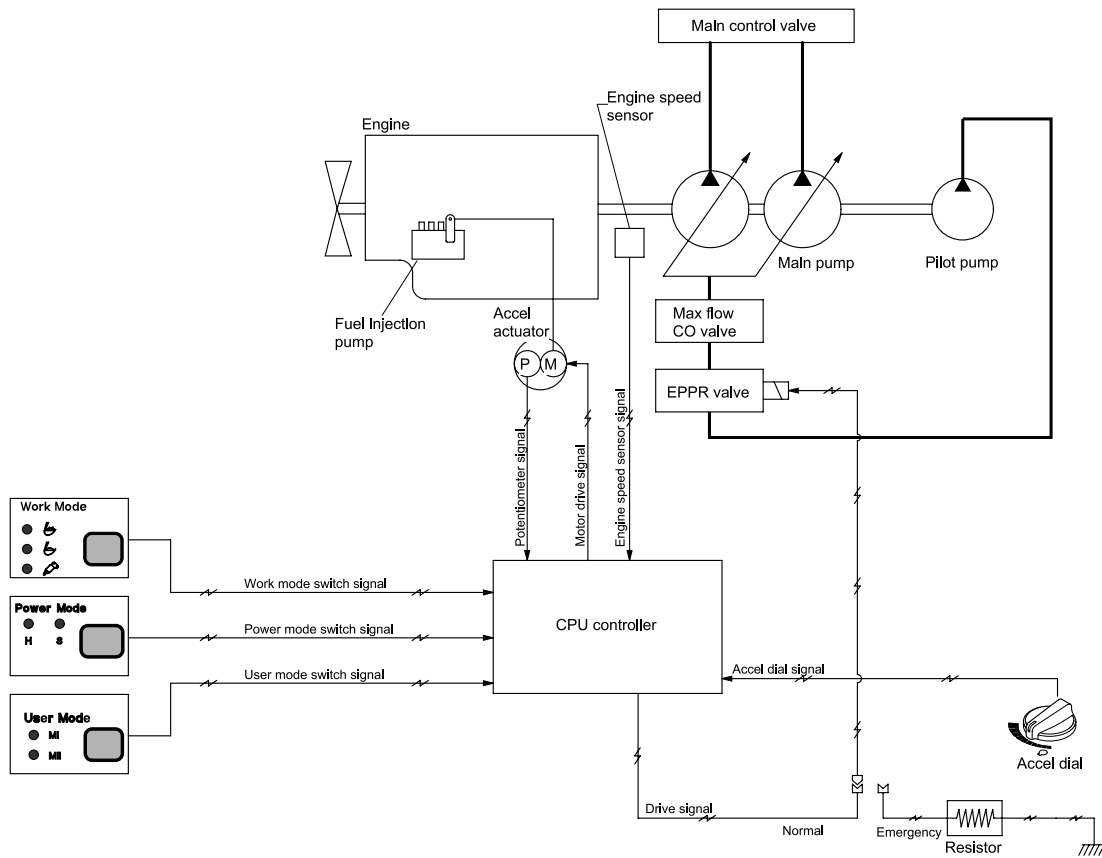 Main control valve
Engine speed
sensor
Engine
Main pump
Pilot pump
Fuel Injection
pump
Accel
actuator
P
M
Max flow
CO valve
EPPR valve
Potentiometer signal
Motor drive signal
Engine speed sensor signal
Work Mode
Work mode switch signal
Power Mode
H
S
Power mode switch signal
CPU controller
User mode switch signal
Accel dial signal
User Mode
MI
MII
Accel dial
Drive signal
Normal
Emergency
Resistor